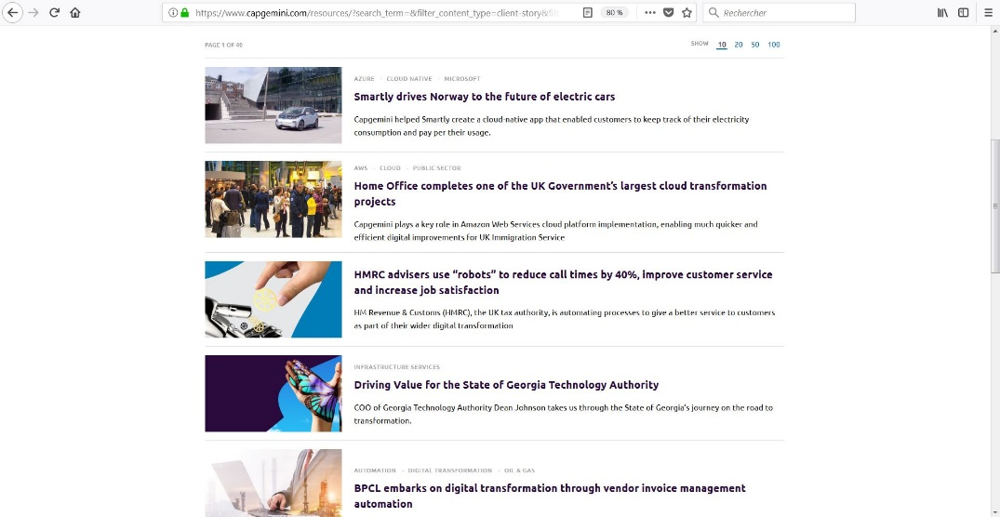 https://www.capgemini.com/resources/?search_term=&filter_content_type=client-story&fil
80 %
Rechercher
PAGE 1 OF 40
SHOW 10 20 50 100
AZURE · CLOUD NATIVE · MICROSOFT
Smartly drives Norway to the future of electric cars
Capgemini helped Smartly create a cloud-native app that enabled customers to keep track of their electricity
consumption and pay per their usage.
AWS · CLOUD · PUBLIC SECTOR
Home Office completes one of the UK Government's largest cloud transformation
projects
Capgemini plays a key role in Amazon Web Services cloud platform implementation, enabling much quicker and
efficient digital improvements for UK Immigration Service
HMRC advisers use “robots” to reduce call times by 40%, improve customer service
and increase job satisfaction
HM Revenue & Customs (HMRC), the UK tax authority, is automating processes to give a better service to customers
as part of their wider digital transformation
INFRASTRUCTURE SERVICES
Driving Value for the State of Georgia Technology Authority
COO of Georgia Technology Authority Dean Johnson takes us through the State of Georgia's journey on the road to
transformation.
AUTOMATION · DIGITAL TRANSFORMATION · OIL & GAS
BPCL embarks on digital transformation through vendor invoice management
automation